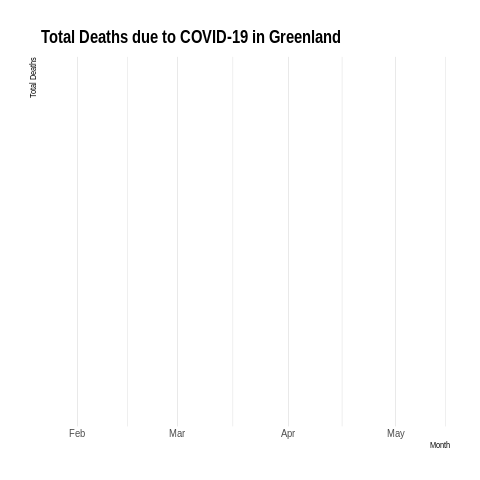 Total Deaths due to COVID-19 in Greenland
Total Deaths
Feb Mar Apr May
Month